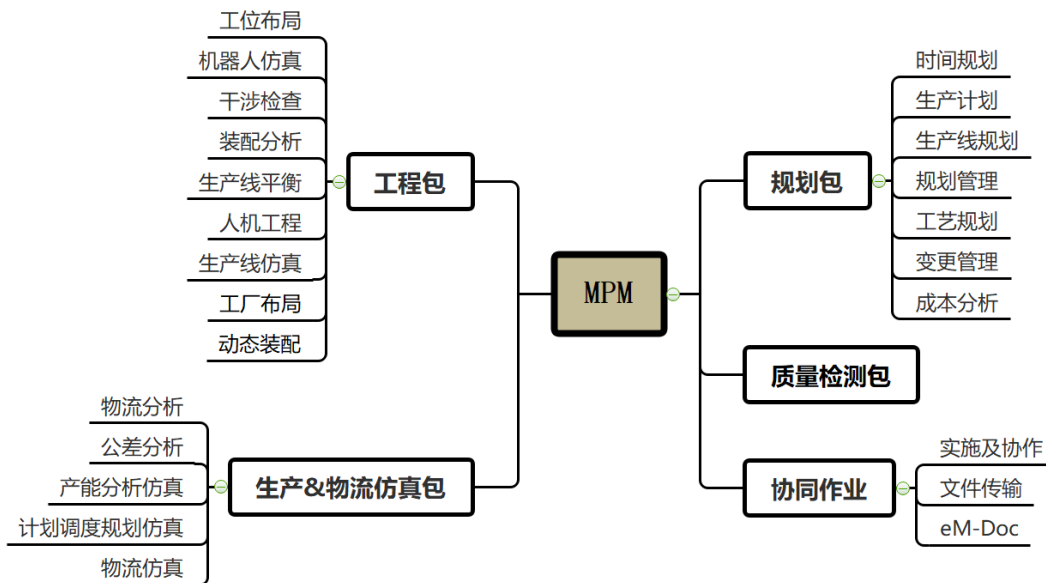 工位布局
机器人仿真
干涉检查
装配分析
生产线平衡
人机工程
生产线仿真
工厂布局
动态装配
工程包
物流分析
公差分析
产能分析仿真
计划调度规划仿真
物流仿真
生产&物流仿真包
MPM
规划包
时间规划
生产计划
生产线规划
规划管理
工艺规划
变更管理
成本分析
质量检测包
协同作业
实施及协作
文件传输
eM-Doc